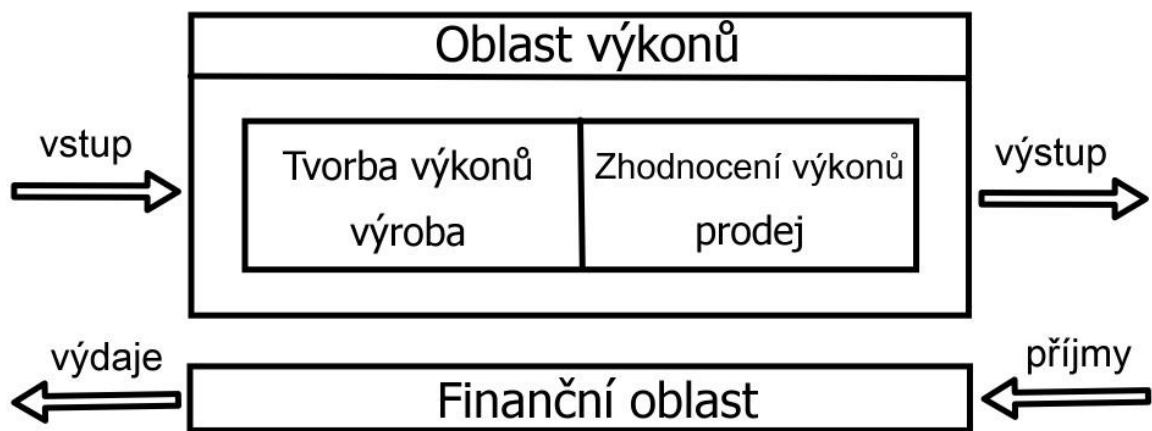 Oblast výkonů
vstup
Tvorba výkonů
výroba
Zhodnocení výkonů
prodej
výstup
výdaje
Finanční oblast
příjmy